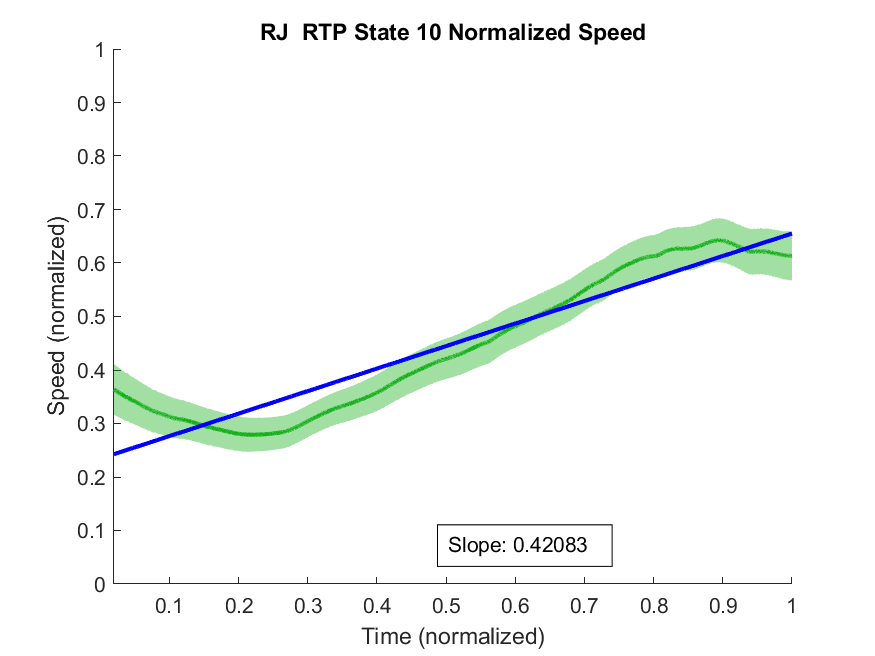 RJ  RTP State 10 Normalized Speed
1
0.9
0.8
0.7
0.6
0.5
0.4
0.3
0.2
0.1
0
Speed (normalized)
Slope: 0.42083
0.1 0.2 0.3 0.4 0.5 0.6 0.7 0.8 0.9 1
Time (normalized)